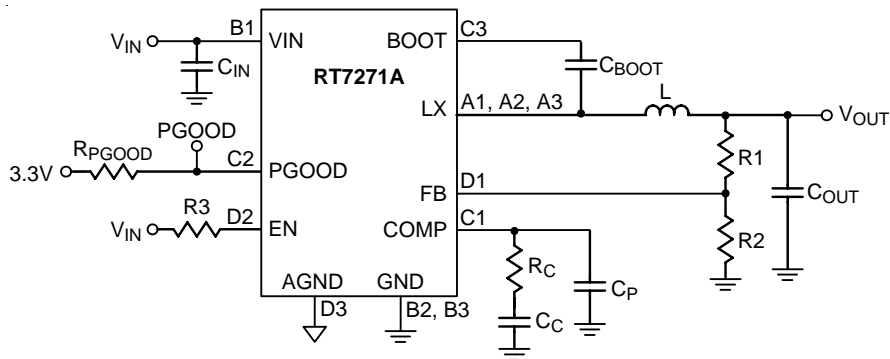 VIN
B1
VIN
CIN
RT7271A
BOOT
C3
CBOOT
LX
A1, A2, A3
L
VOUT
PGOOD
RPGOOD
3.3V
C2
PGOOD
FB
D1
R1
COUT
R2
VIN
R3
D2
EN
COMP
C1
RC
CP
CC
AGND
D3
GND
B2, B3